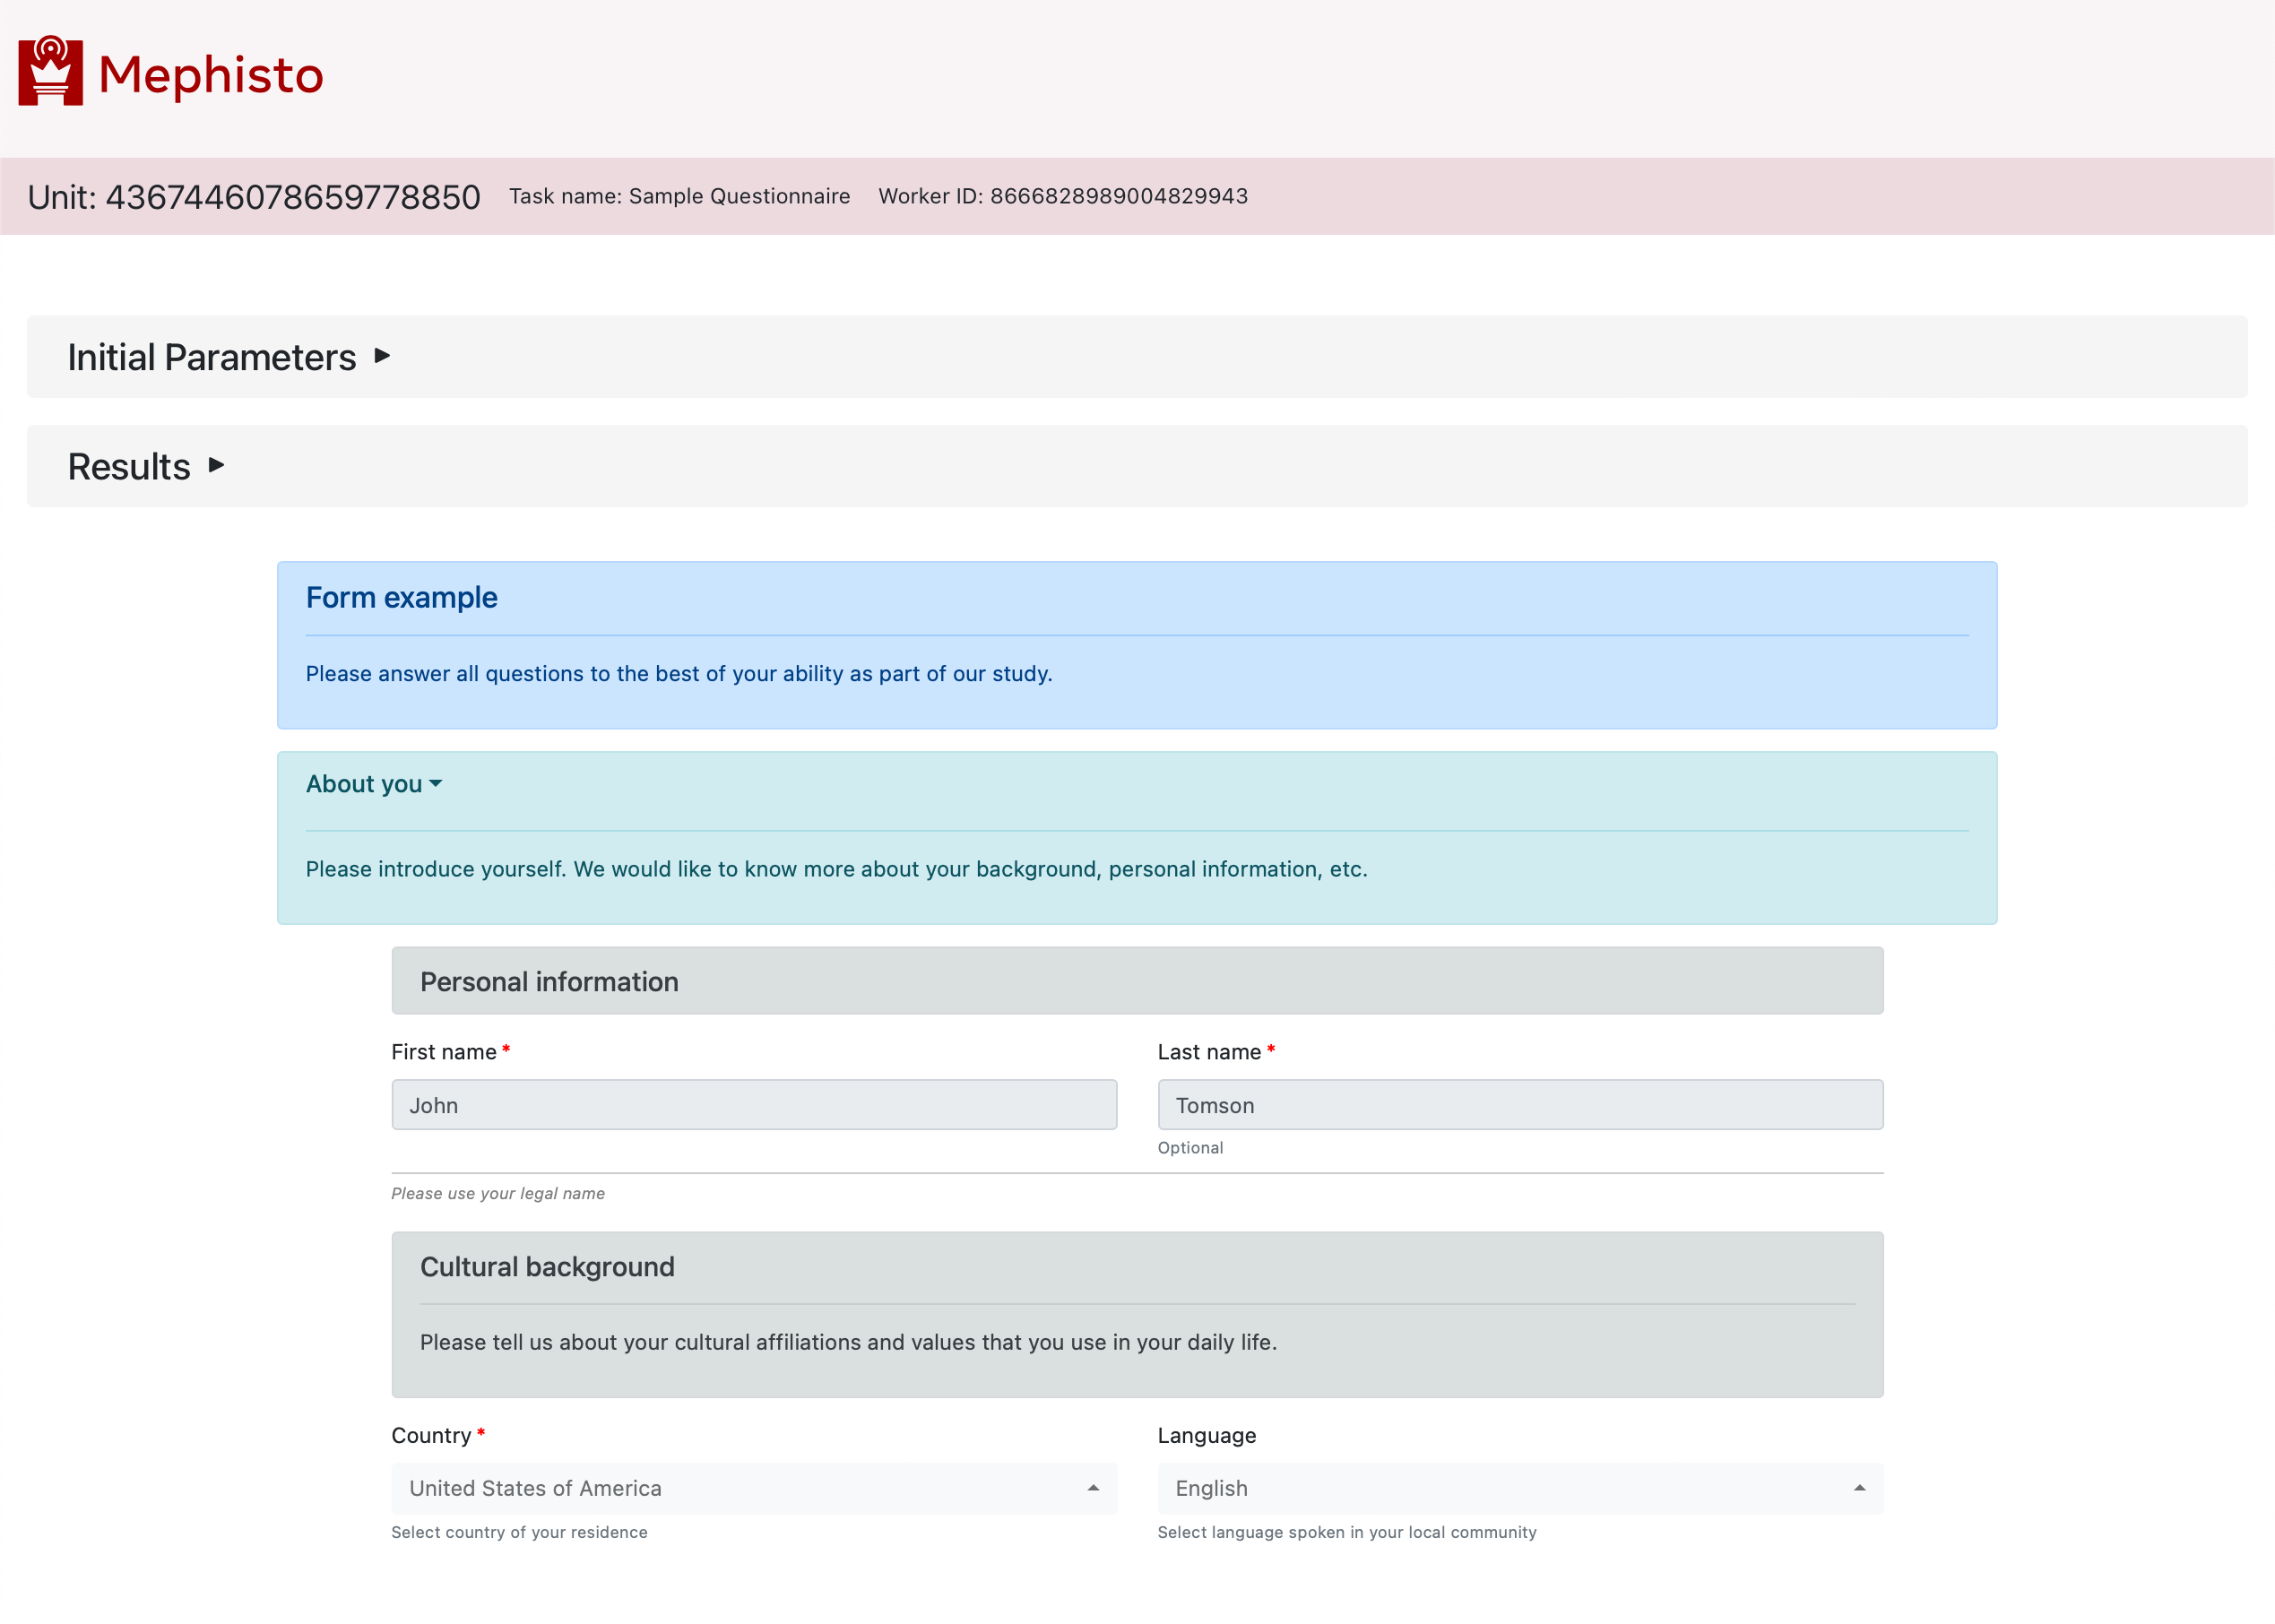 Mephisto
Unit: 4367446078659778850 Task name: Sample Questionnaire Worker ID: 8666828989004829943
Initial Parameters
Results
Form example
Please answer all questions to the best of your ability as part of our study.
About you
Please introduce yourself. We would like to know more about your background, personal information, etc.
Personal information
First name * Last name *
John Tomson
Optional
Please use your legal name
Cultural background
Please tell us about your cultural affiliations and values that you use in your daily life.
Country * Language
United States of America English
Select country of your residence Select language spoken in your local community